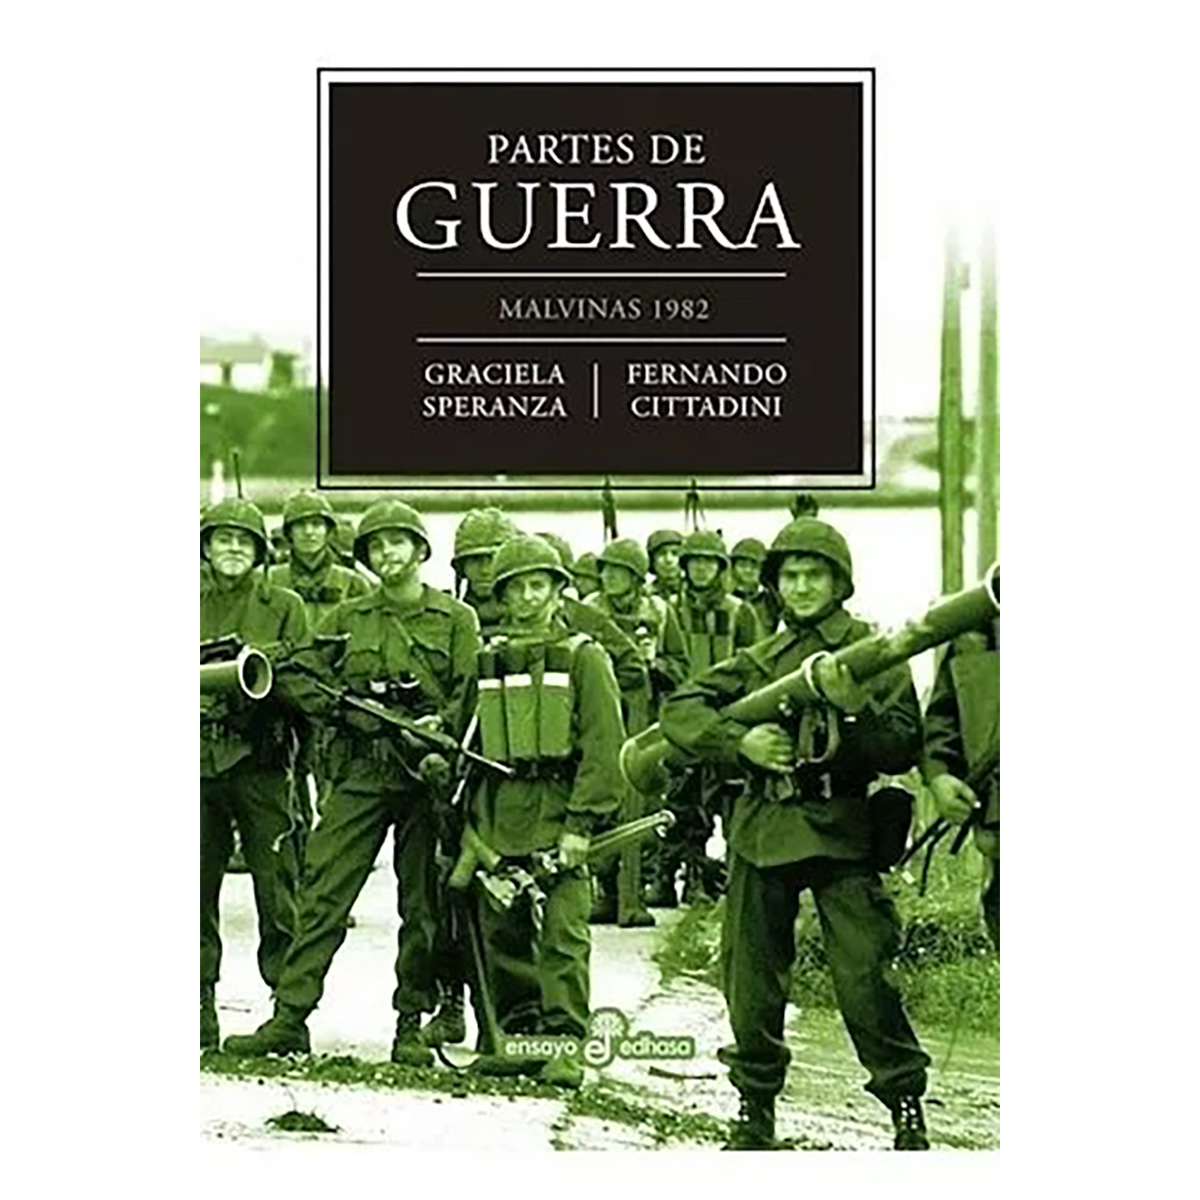 PARTES DE
GUERRA
MALVINAS 1982
GRACIELA
SPERANZA
FERNANDO
CITTADINI
ensayo edhasa